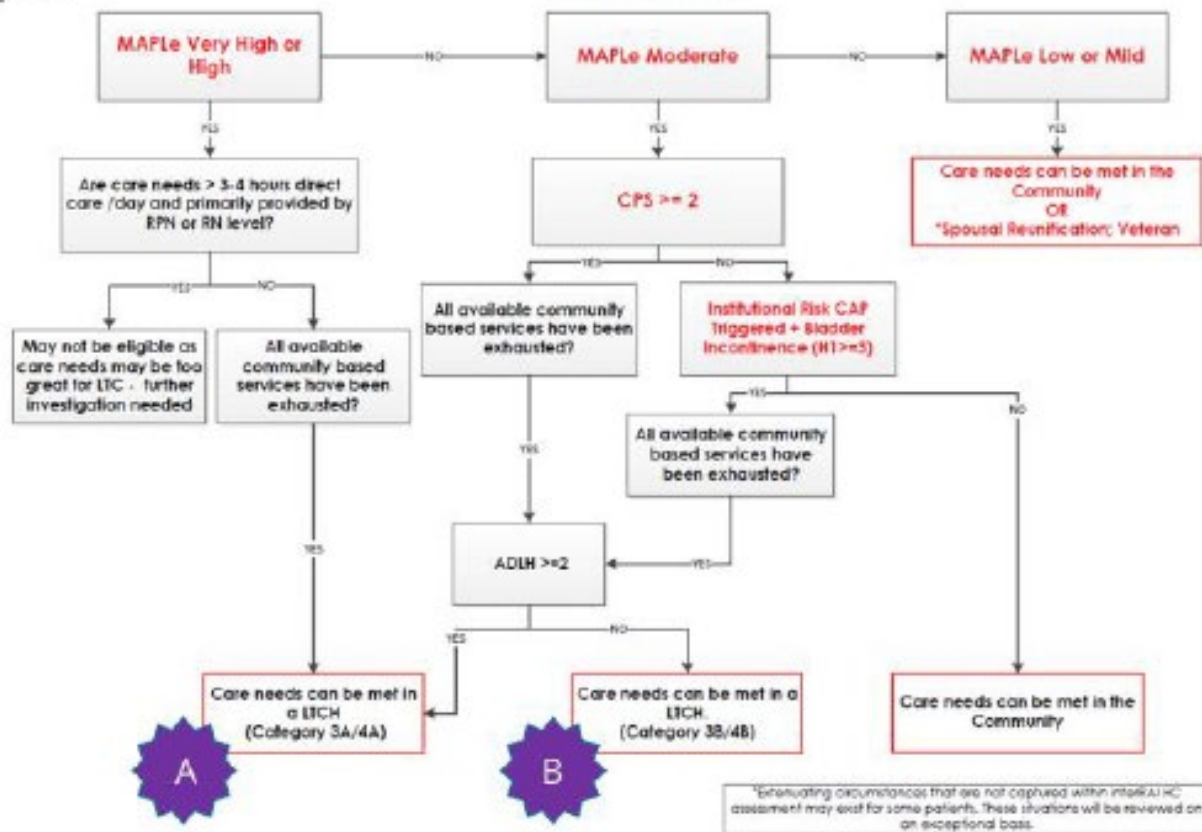 MAPLe Very High or
High
NO
MAPLe Moderate
NO
MAPLe Low or Mild
YES
YES
YES
Are care needs > 3-4 hours direct
care /day and primarily provided by
RPN or RN level?
CPS >= 2
Care needs can be met in the
Community
OR
*Spousal Reunification; Veteran
YES
NO
YES
NO
May not be eligible as
care needs may be too
great for LTC - further
investigation needed
All available
community based
services have been
exhausted?
All available community
based services have been
exhausted?
Institutional Risk CAP
Triggered + Bladder
Incontinence (H1>=3)
YES
NO
All available community
based services have
been exhausted?
YES
YES
ADLH >=2
YES
YES
NO
Care needs can be met in
a LTCH
(Category 3A/4A)
Care needs can be met in a
LTCH.
(Category 3B/4B)
Care needs can be met in the
Community
A
B
*Extenuating circumstances that are not captured within interRAI HC
assessment may exist for some patients. These situations will be reviewed on
an exceptional basis.